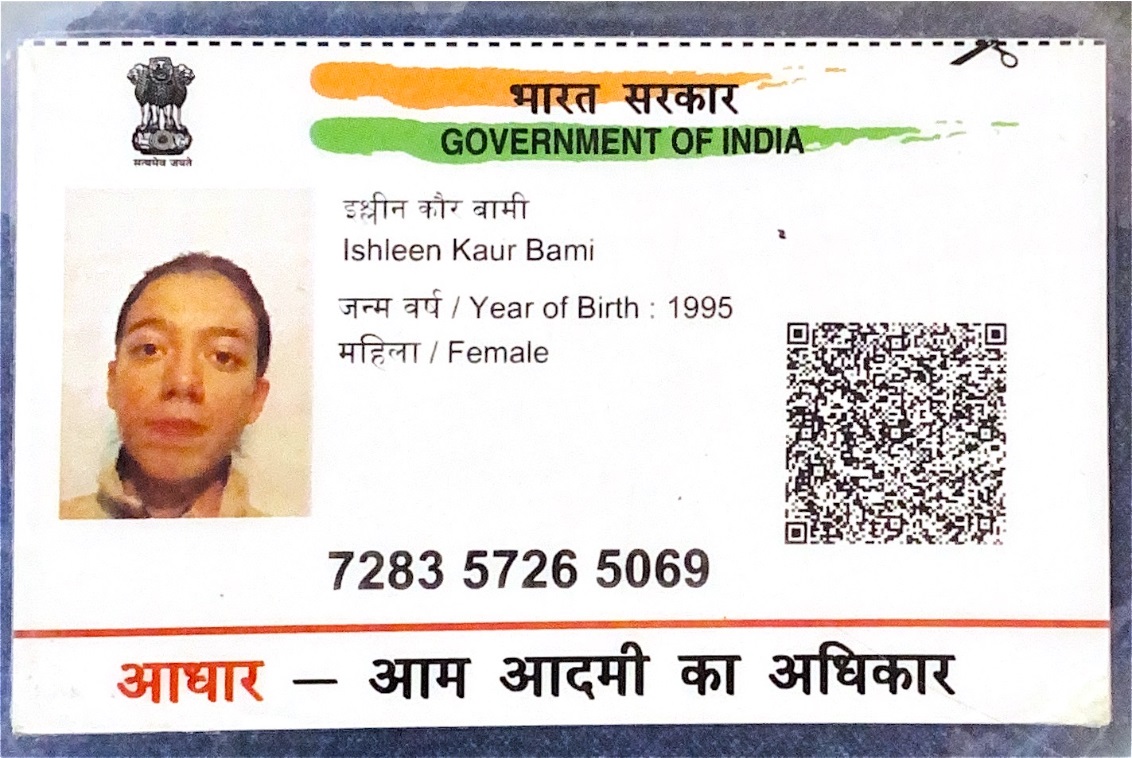 भारत सरकार
GOVERNMENT OF INDIA
सत्यमेव जयते
इश्लीन कौर बामी
Ishleen Kaur Bami
जन्म वर्ष / Year of Birth : 1995
महिला / Female
7283 5726 5069
आधार — आम आदमी का अधिकार